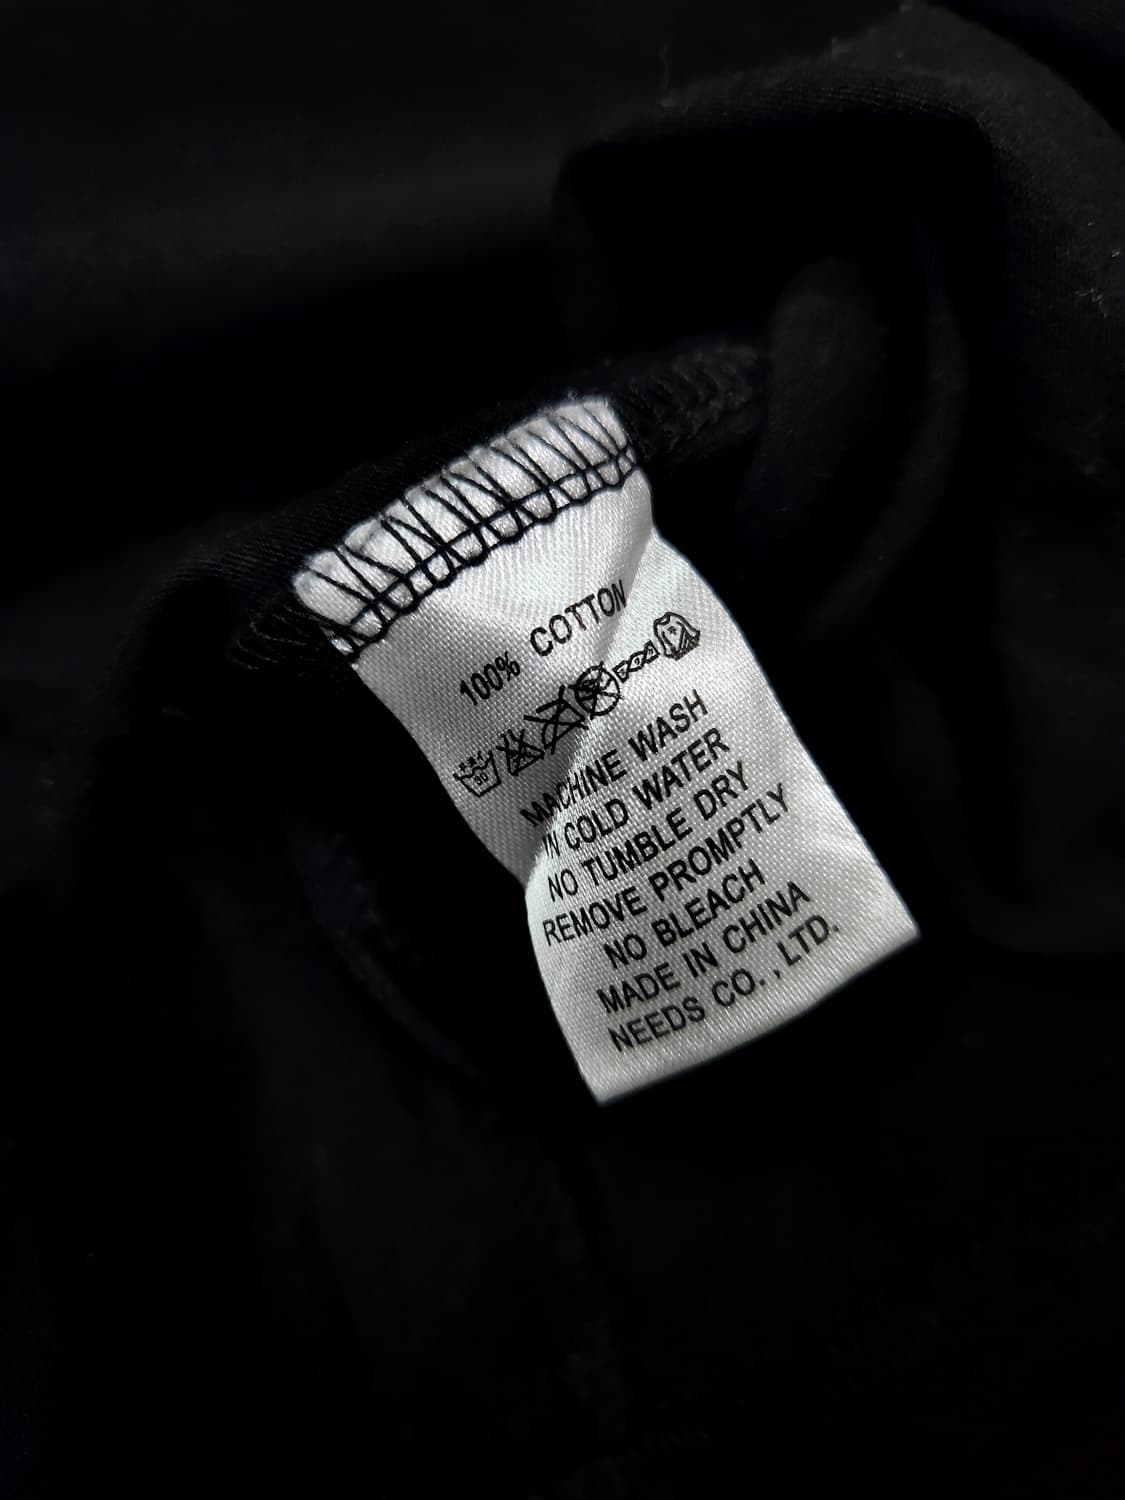 100% COTTON
30
MACHINE WASH
IN COLD WATER
NO TUMBLE DRY
REMOVE PROMPTLY
NO BLEACH
MADE IN CHINA
NEEDS CO.,LTD.